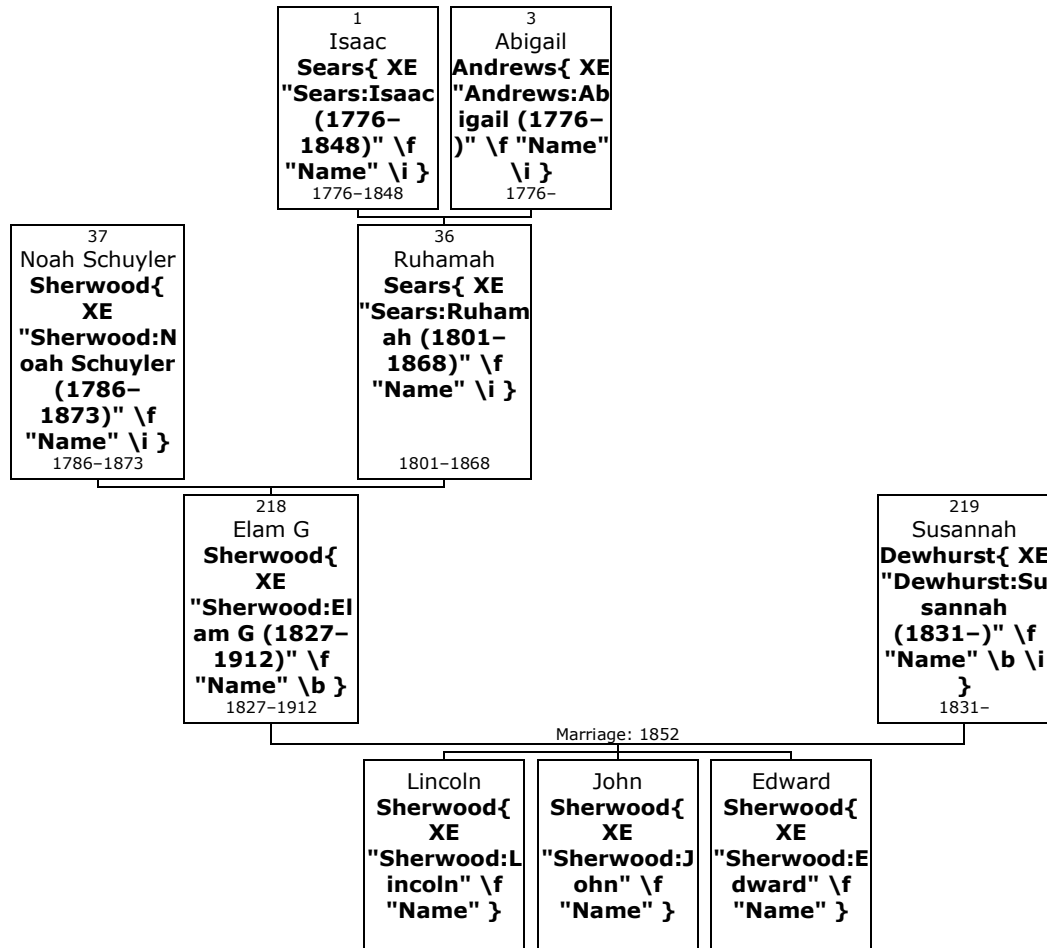 1
Isaac
Sears{ XE
"Sears:Isaac
(1776–
1848)" \f
"Name" \i }
1776–1848
3
Abigail
Andrews{ XE
"Andrews:Ab
igail (1776–
)" \f "Name"
\i }
1776–
37
Noah Schuyler
Sherwood{
XE
"Sherwood:N
oah Schuyler
(1786–
1873)" \f
"Name" \i }
1786–1873
36
Ruhamah
Sears{ XE
"Sears:Ruham
ah (1801–
1868)" \f
"Name" \i }
1801–1868
218
Elam G
Sherwood{
XE
"Sherwood:El
am G (1827–
1912)" \f
"Name" \b }
1827–1912
219
Susannah
Dewhurst{ XE
"Dewhurst:Su
sannah
(1831–)" \f
"Name" \b \i
}
1831–
Marriage: 1852
Lincoln
Sherwood{
XE
"Sherwood:L
incoln" \f
"Name" }
John
Sherwood{
XE
"Sherwood:J
ohn" \f
"Name" }
Edward
Sherwood{
XE
"Sherwood:E
dward" \f
"Name" }